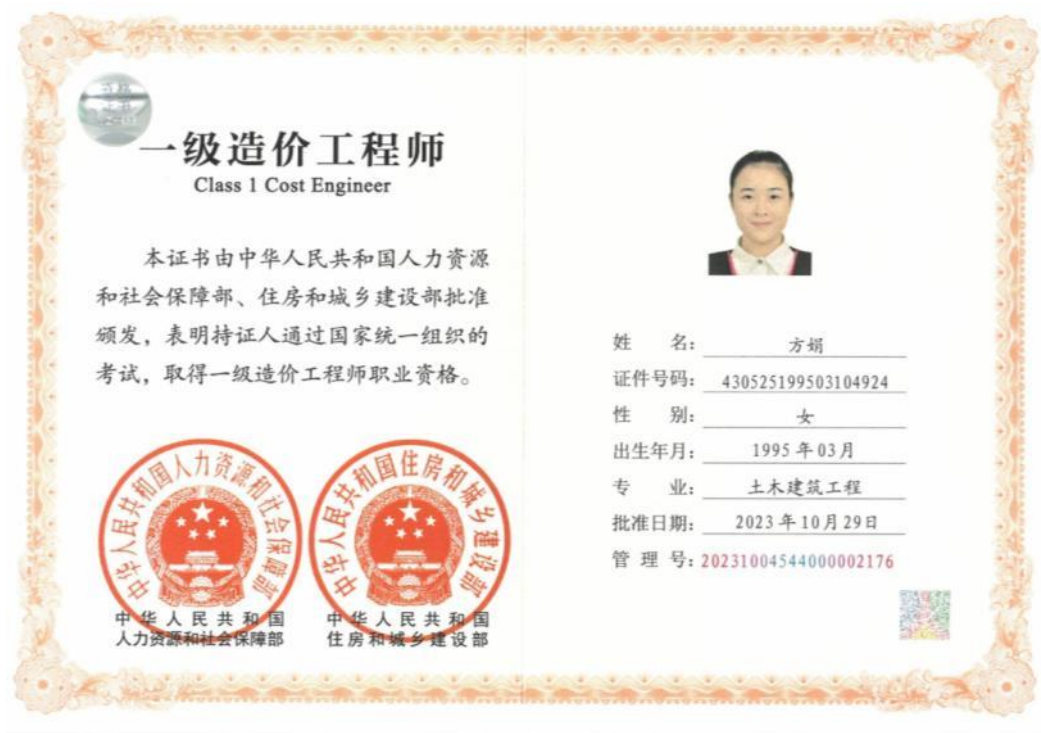 一级造价工程师
Class 1 Cost Engineer
本证书由中华人民共和国人力资源
和社会保障部、住房和城乡建设部批准
颁发，表明持证人通过国家统一组织的
考试，取得一级造价工程师职业资格。
中华人民共和国人力资源和社会保障部
中华人民共和国
人力资源和社会保障部
中华人民共和国住房和城乡建设部
中华人民共和国
住房和城乡建设部
姓 名：方娟
证件号码：430525199503104924
性 别：女
出生年月：1995年03月
专 业：土木建筑工程
批准日期：2023年10月29日
管 理 号：20231004544000002176